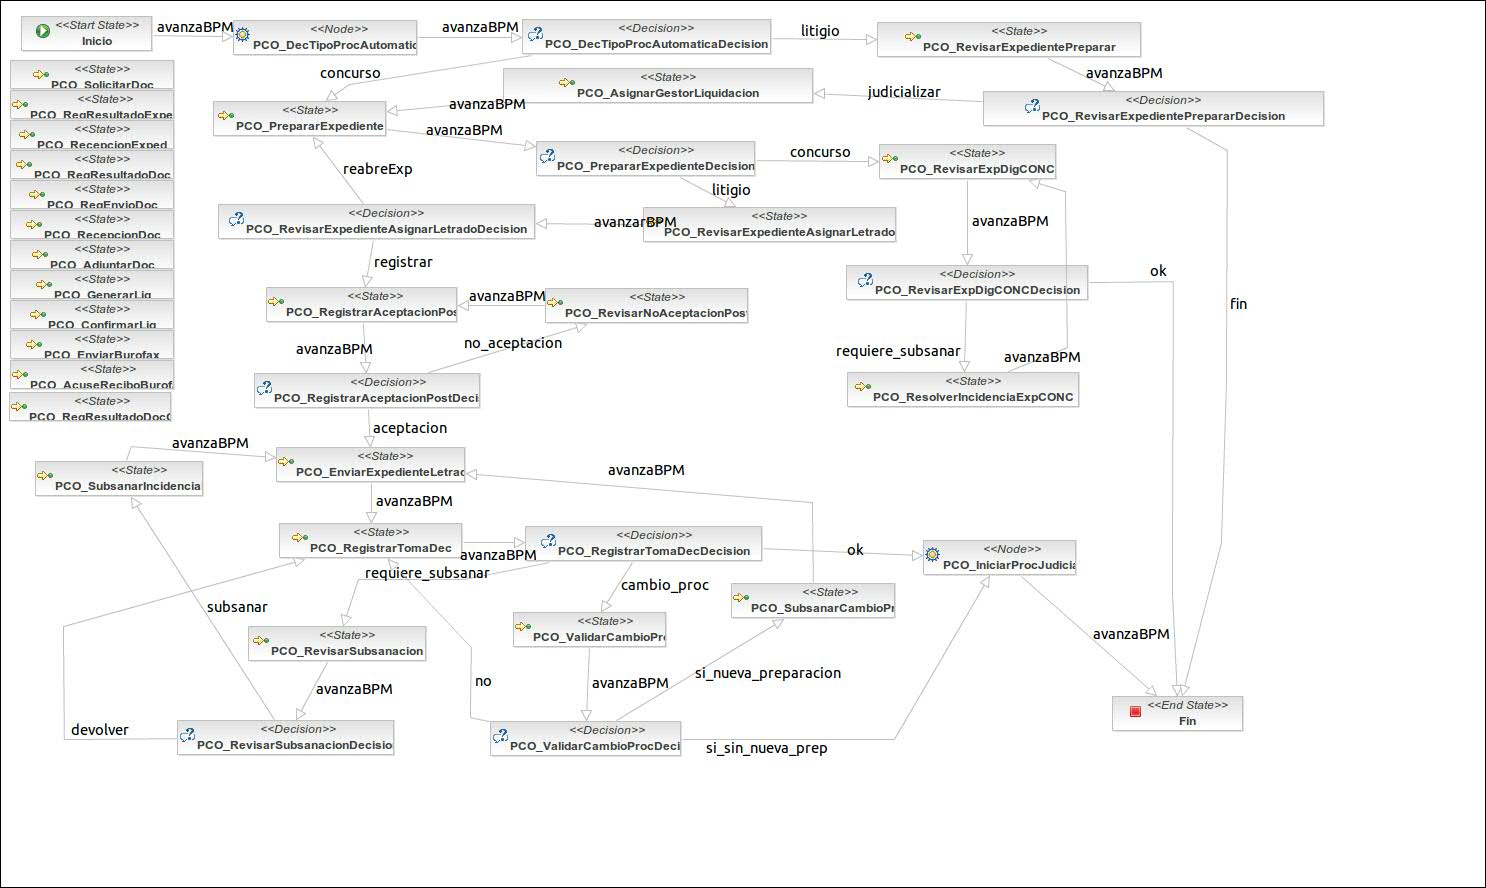 <<Start State>>
Inicio
avanzaBPM
<<Node>>
PCO_DecTipoProcAutomatic
avanzaBPM
<<Decision>>
PCO_DecTipoProcAutomaticaDecision
litigio
<<State>>
PCO_RevisarExpedientePreparar
avanzaBPM
concurso
<<State>>
PCO_SolicitarDoc
<<State>>
PCO_RegResultadoExpe
<<State>>
PCO_RecepcionExped
<<State>>
PCO_RegResultadoDoc
<<State>>
PCO_RegEnvioDoc
<<State>>
PCO_RecepcionDoc
<<State>>
PCO_AdjuntarDoc
<<State>>
PCO_GenerarLiq
<<State>>
PCO_ConfirmarLiq
<<State>>
PCO_EnviarBurofax
<<State>>
PCO_AcuseReciboBurofa
<<State>>
PCO_RegResultadoDocG
<<State>>
PCO_AsignarGestorLiquidacion
judicializar
<<Decision>>
PCO_RevisarExpedientePrepararDecision
avanzaBPM
<<State>>
PCO_PrepararExpediente
avanzaBPM
<<Decision>>
PCO_PrepararExpedienteDecision
concurso
<<State>>
PCO_RevisarExpDigCONC
reabreExp
litigio
<<Decision>>
PCO_RevisarExpedienteAsignarLetradoDecision
avanzarBPM
<<State>>
PCO_RevisarExpedienteAsignarLetrado
avanzaBPM
registrar
<<Decision>>
PCO_RevisarExpDigCONCDecision
ok
fin
<<State>>
PCO_RegistrarAceptacionPos
avanzaBPM
<<State>>
PCO_RevisarNoAceptacionPost
avanzaBPM
no_aceptacion
requiere_subsanar
avanzaBPM
<<Decision>>
PCO_RegistrarAceptacionPostDeci
<<State>>
PCO_ResolverIncidenciaExpCONC
aceptacion
avanzaBPM
<<State>>
PCO_SubsanarIncidencia
<<State>>
PCO_EnviarExpedienteLetrad
avanzaBPM
avanzaBPM
<<State>>
PCO_RegistrarTomaDec
avanzaBPM
<<Decision>>
PCO_RegistrarTomaDecDecision
ok
<<Node>>
PCO_IniciarProcJudicia
requiere_subsanar
cambio_proc
<<State>>
PCO_SubsanarCambioPr
subsanar
<<State>>
PCO_RevisarSubsanacion
<<State>>
PCO_ValidarCambioPr
avanzaBPM
avanzaBPM
no
avanzaBPM
si_nueva_preparacion
<<End State>>
Fin
devolver
<<Decision>>
PCO_RevisarSubsanacionDecisio
<<Decision>>
PCO_ValidarCambioProcDeci
si_sin_nueva_prep